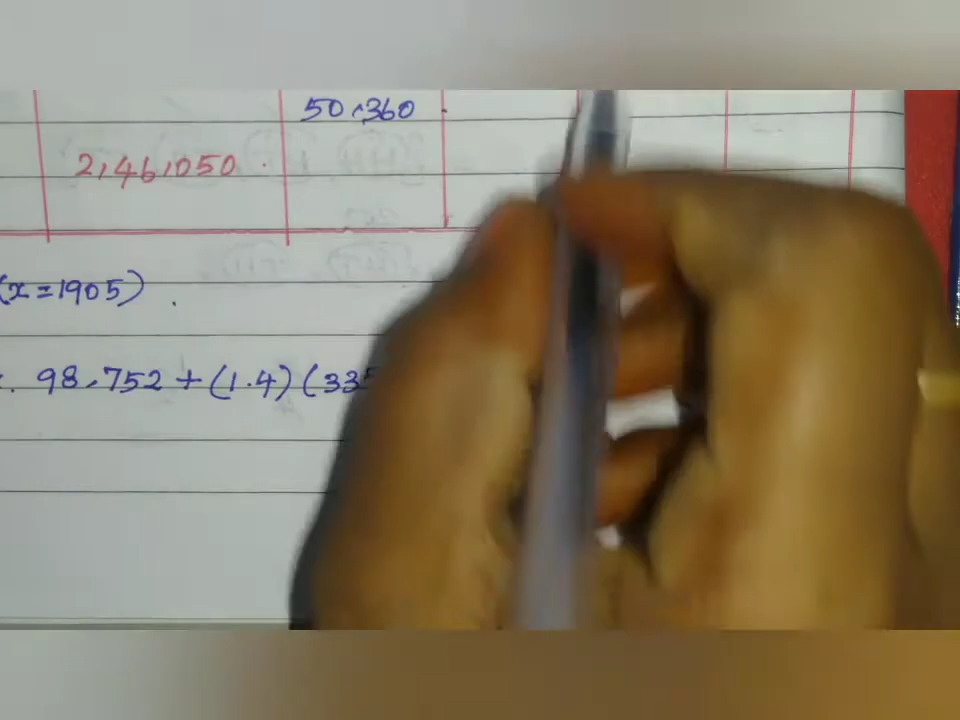 50,360
2,46,050
(x=1905)
98,752 + (1.4) (33